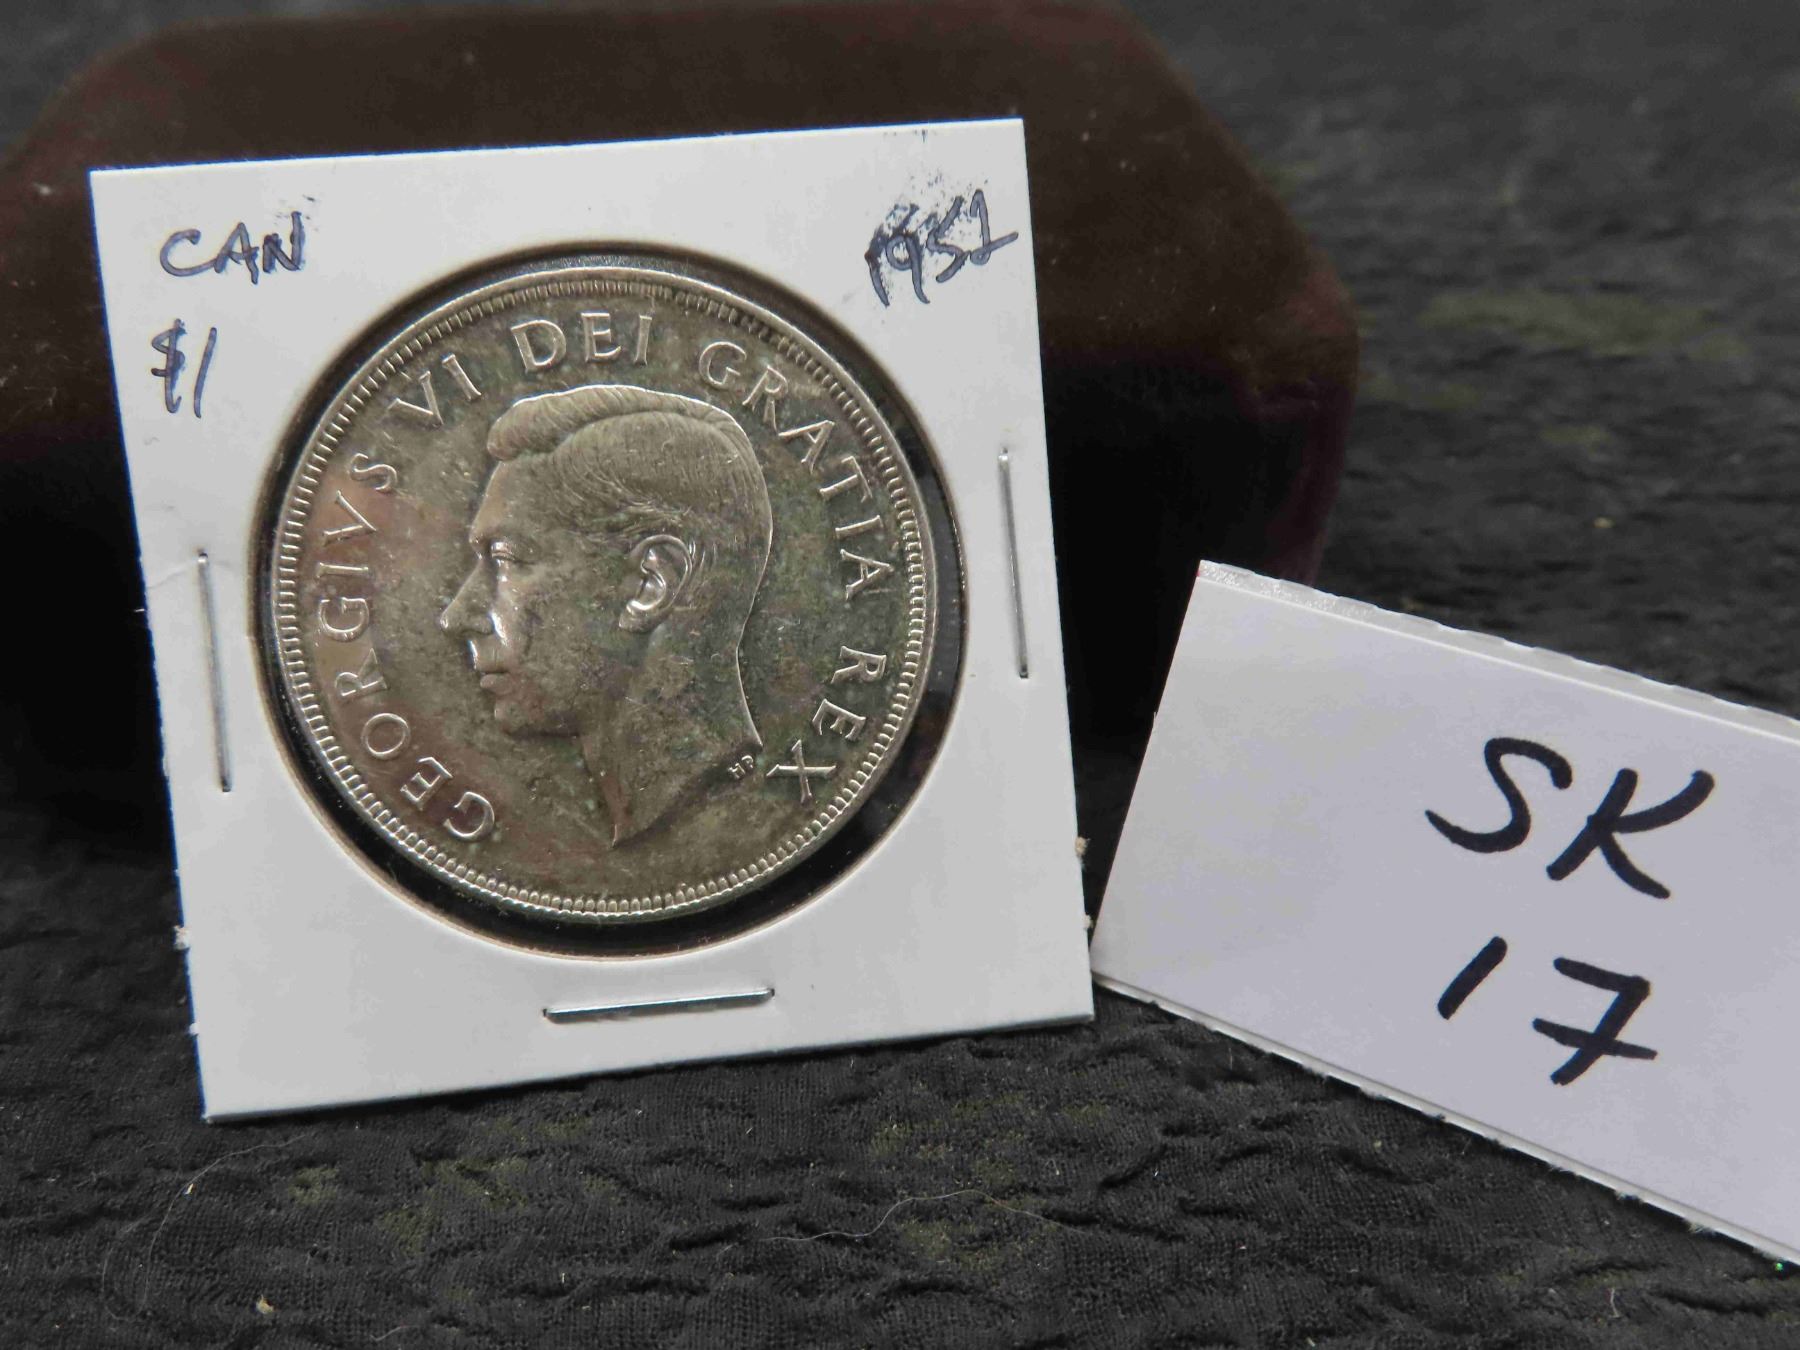 CAN
$1
1952
GEORGIVS VI DEI GRATIA REX
HP
SK
17